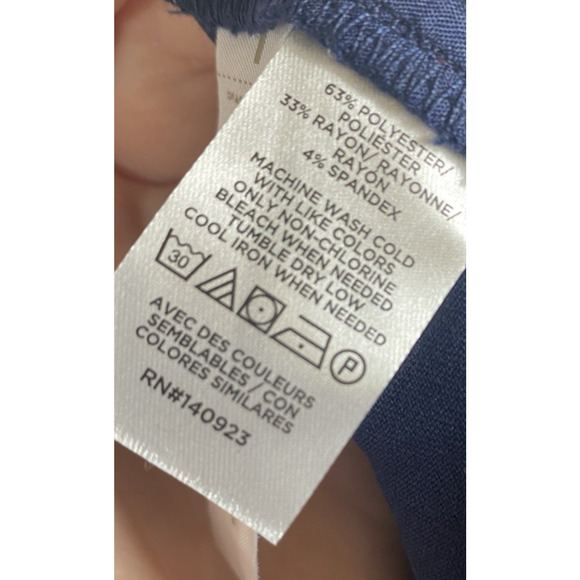 63% POLYESTER/
POLIÉSTER
33% RAYON/ RAYONNE/
RAYÓN
4% SPANDEX
MACHINE WASH COLD
WITH LIKE COLORS
ONLY NON-CHLORINE
BLEACH WHEN NEEDED
TUMBLE DRY LOW
COOL IRON WHEN NEEDED
30 P
AVEC DES COULEURS
SEMBLABLES / CON
COLORES SIMILARES
RN#140923